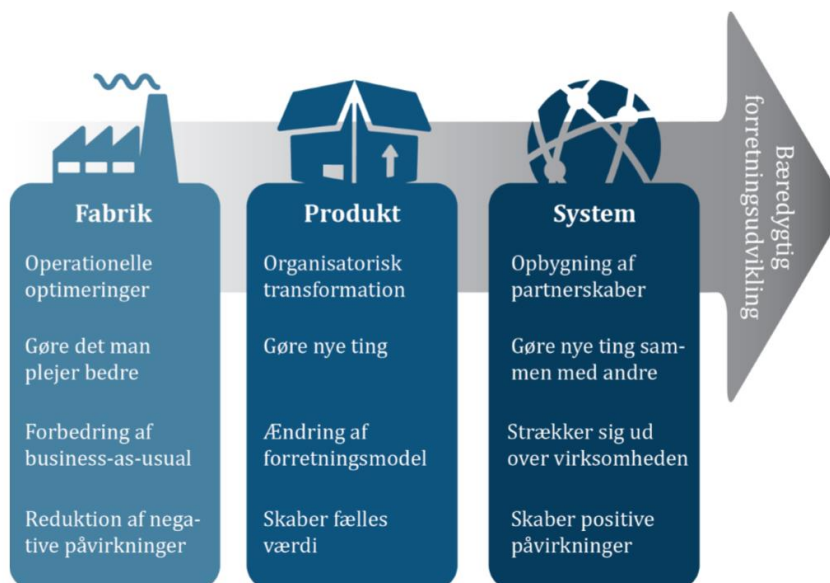 Fabrik
Operationelle
optimeringer
Gøre det man
plejer bedre
Forbedring af
business-as-usual
Reduktion af nega-
tive påvirkninger
Produkt
Organisatorisk
transformation
Gøre nye ting
Ændring af
forretningsmodel
Skaber fælles
værdi
System
Opbygning af
partnerskaber
Gøre nye ting sam-
men med andre
Strækker sig ud
over virksomheden
Skaber positive
påvirkninger
Bæredygtig
forretningsudvikling